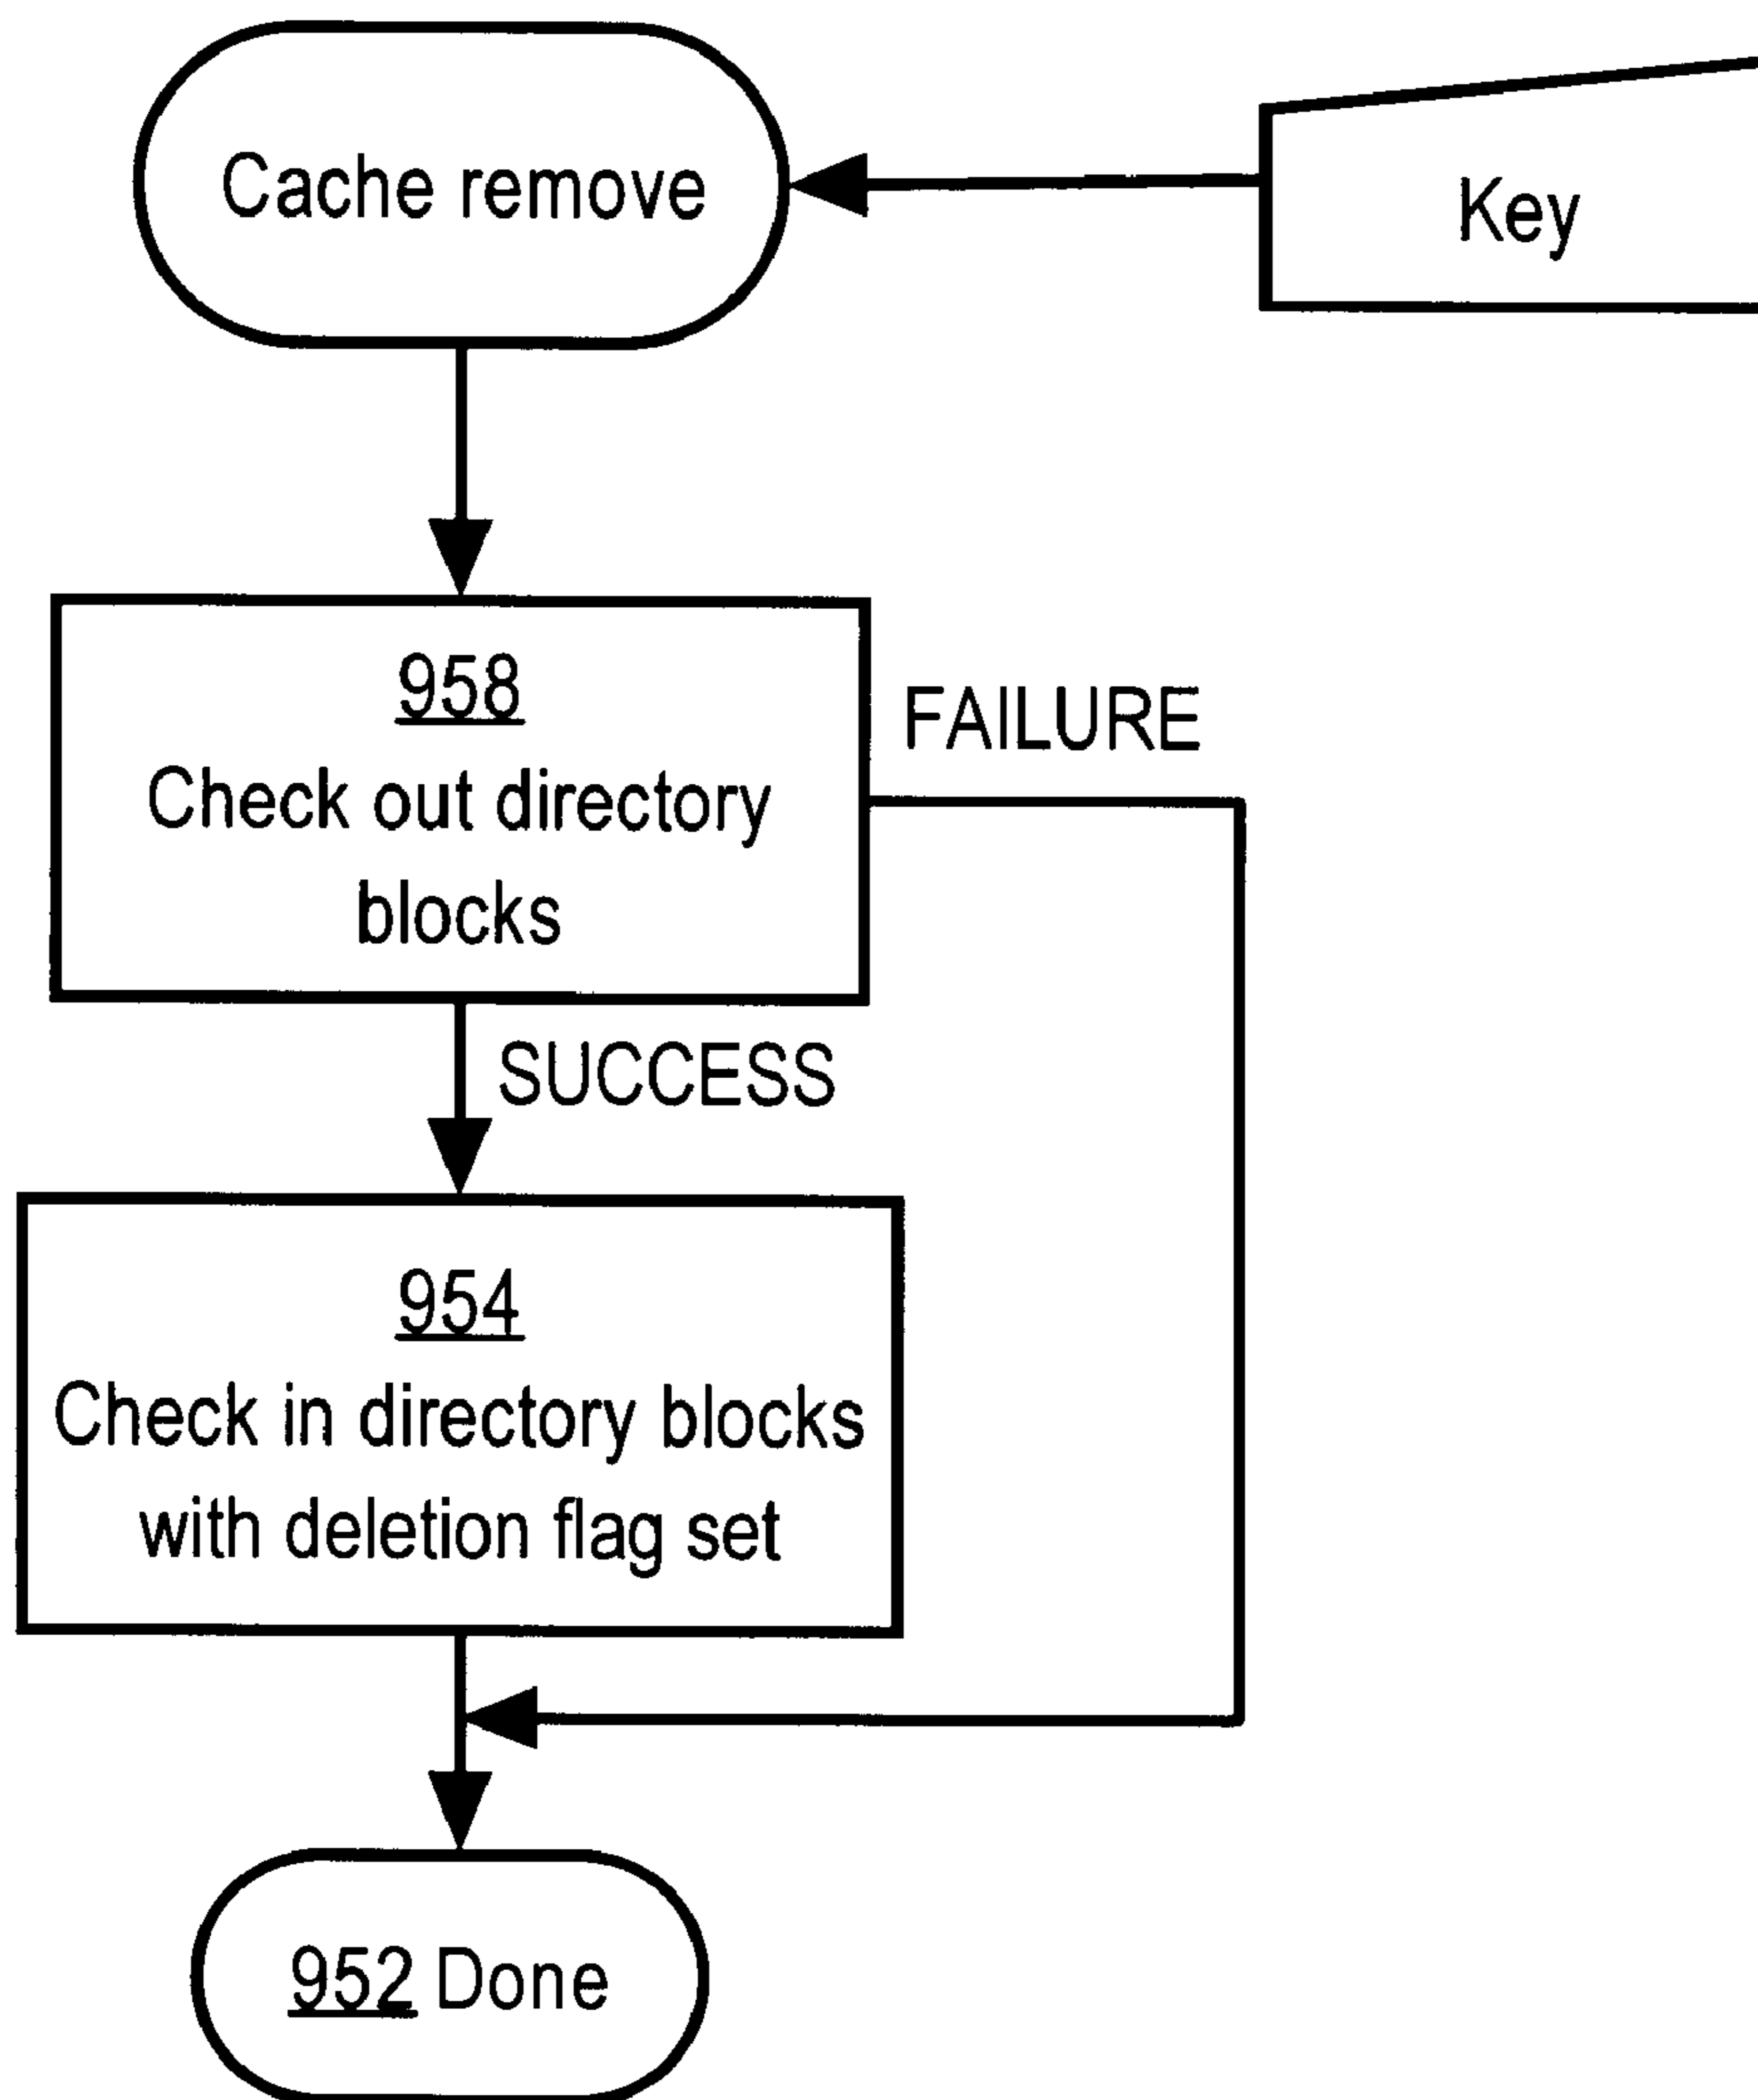 Cache remove
Key
958
Check out directory
blocks
FAILURE
SUCCESS
954
Check in directory blocks
with deletion flag set
952 Done